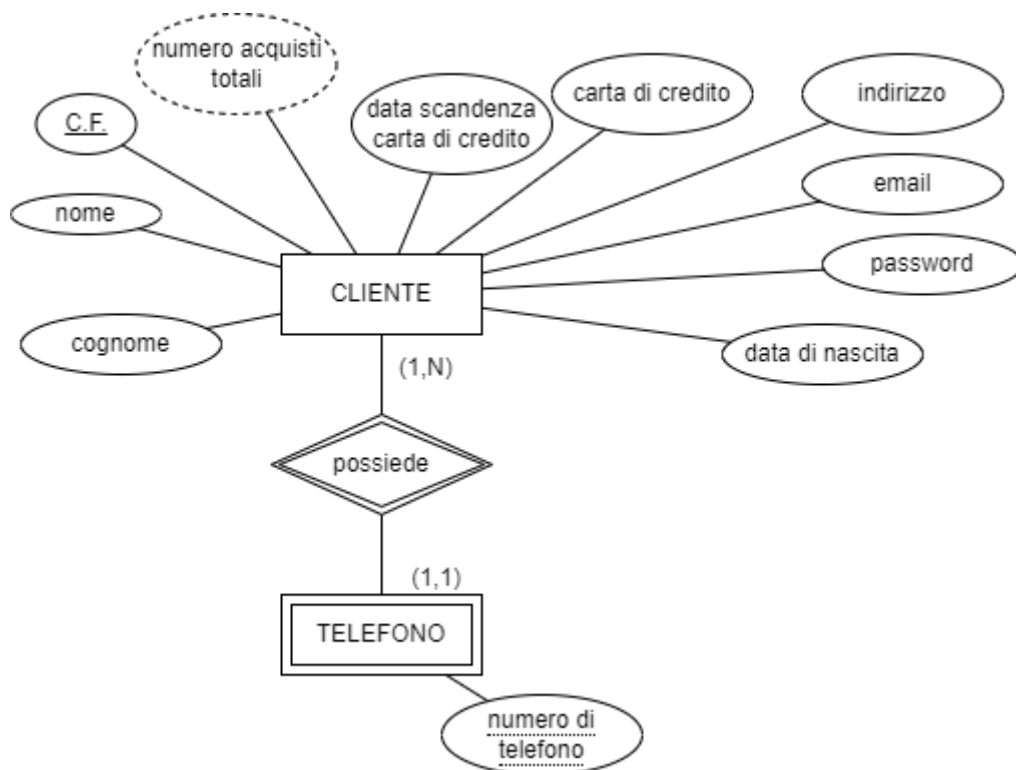 numero acquisti
totali
C.F.
data scandenza
carta di credito
carta di credito
indirizzo
nome
email
CLIENTE
password
cognome
data di nascita
(1,N)
possiede
(1,1)
TELEFONO
numero di
telefono